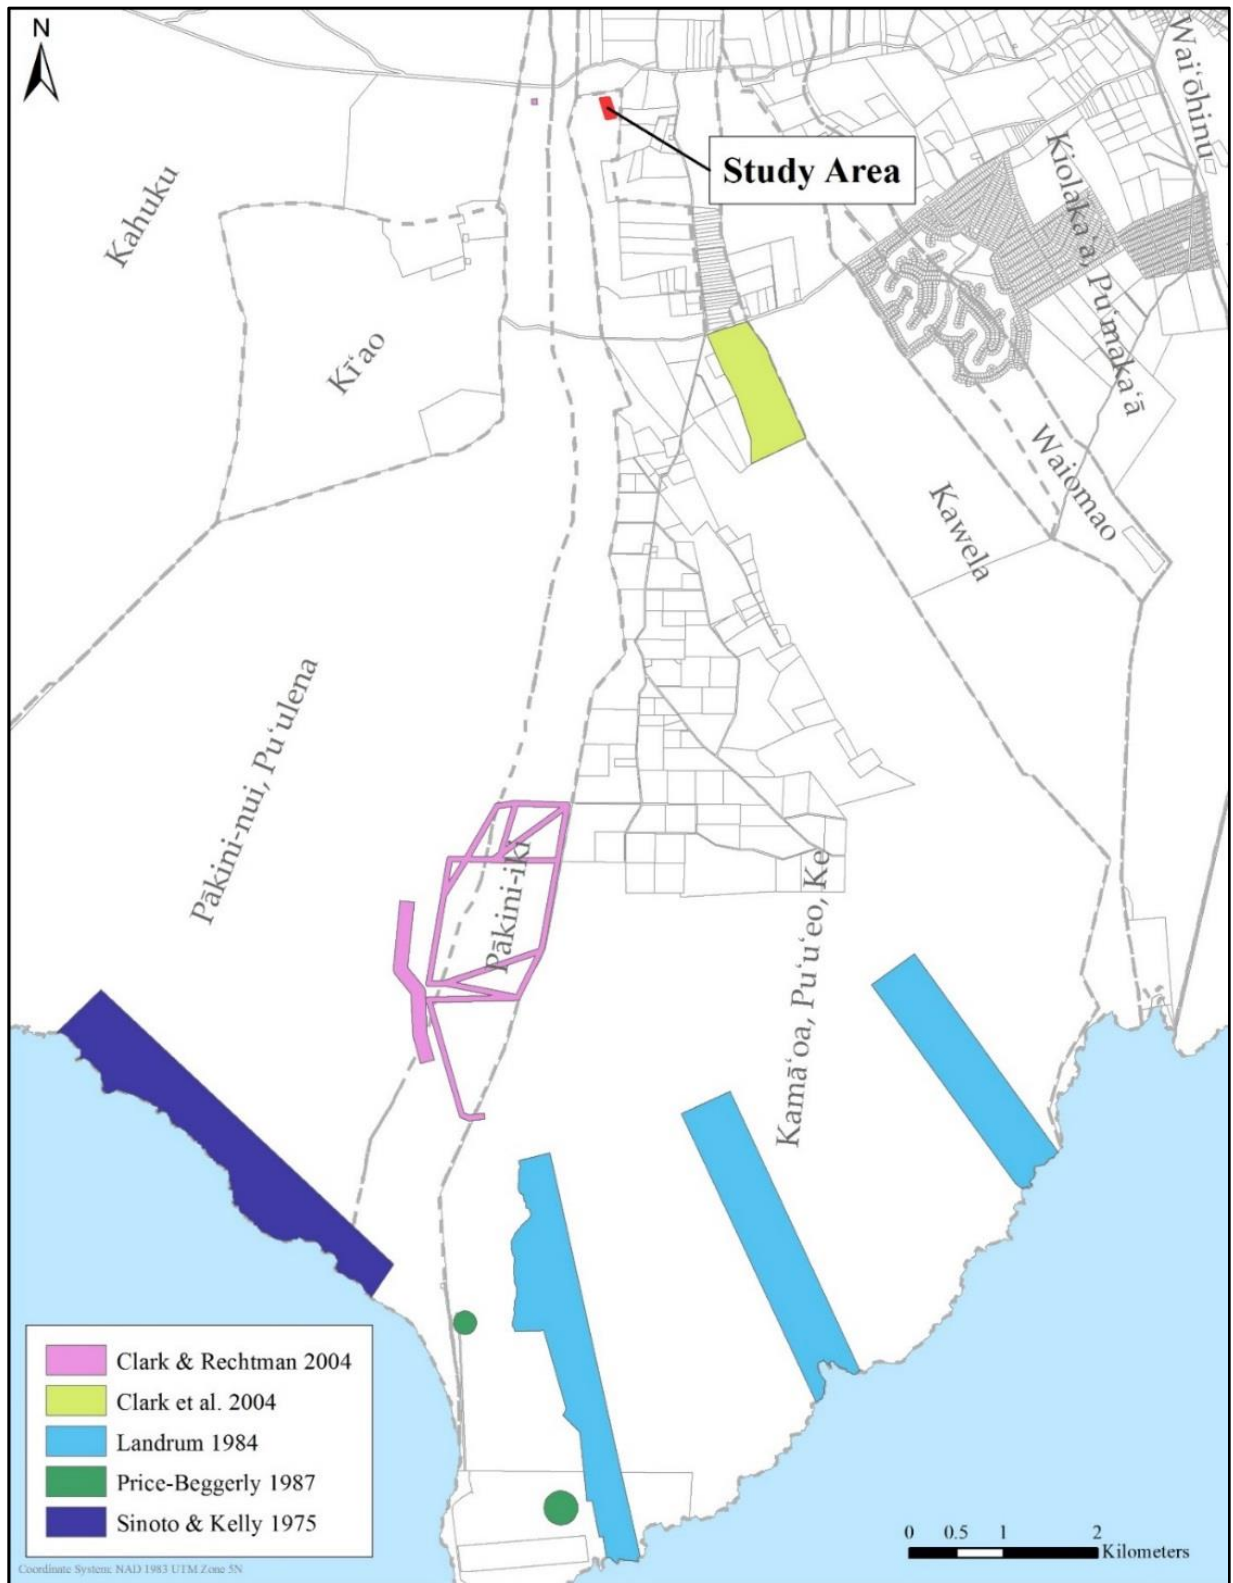 N
Study Area
Wai‘ōhinu
Kiolaka‘a, Pu‘maka‘ā
Kahuku
Kī‘ao
Waiomao
Kawela
Pākini-nui, Pu‘ulena
Pākini-iki
Kamā‘oa, Pu‘u‘eo, Ke
Clark & Rechtman 2004
Clark et al. 2004
Landrum 1984
Price-Beggerly 1987
Sinoto & Kelly 1975
0 0.5 1 2
Kilometers
Coordinate System: NAD 1983 UTM Zone 5N